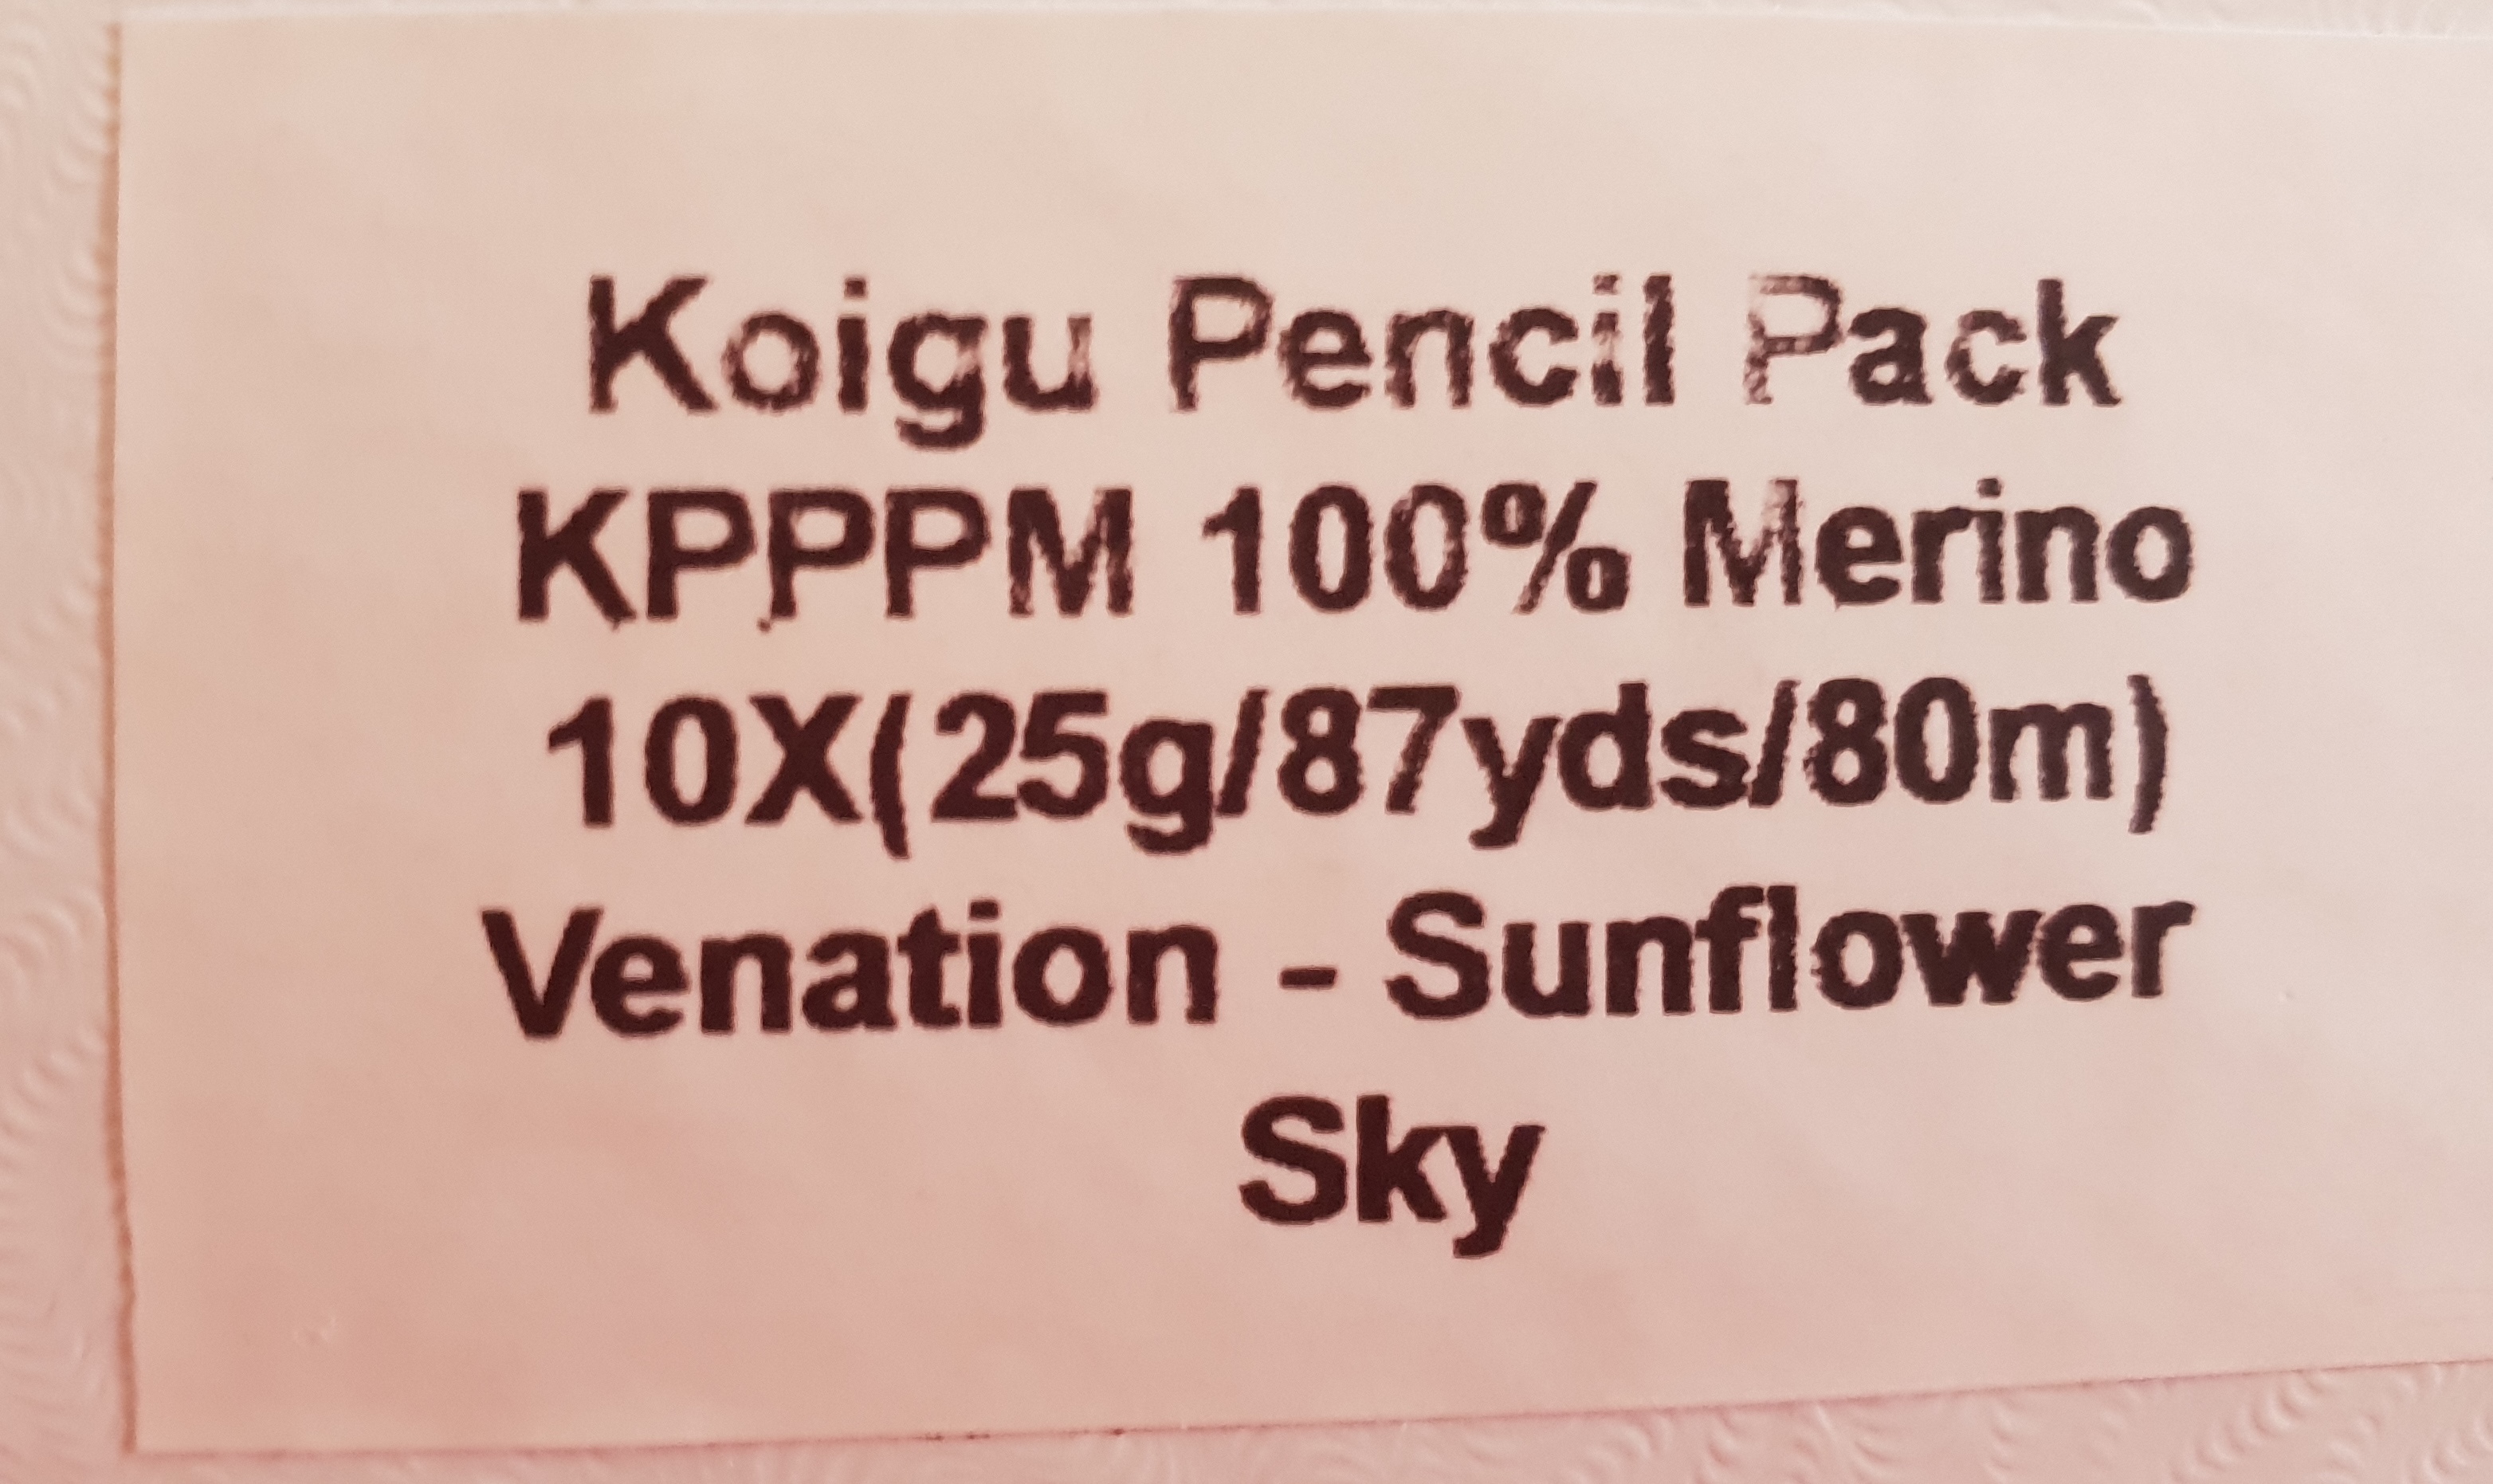 Koigu Pencil Pack
KPPPM 100% Merino
10X(25g/87yds/80m)
Venation - Sunflower
Sky